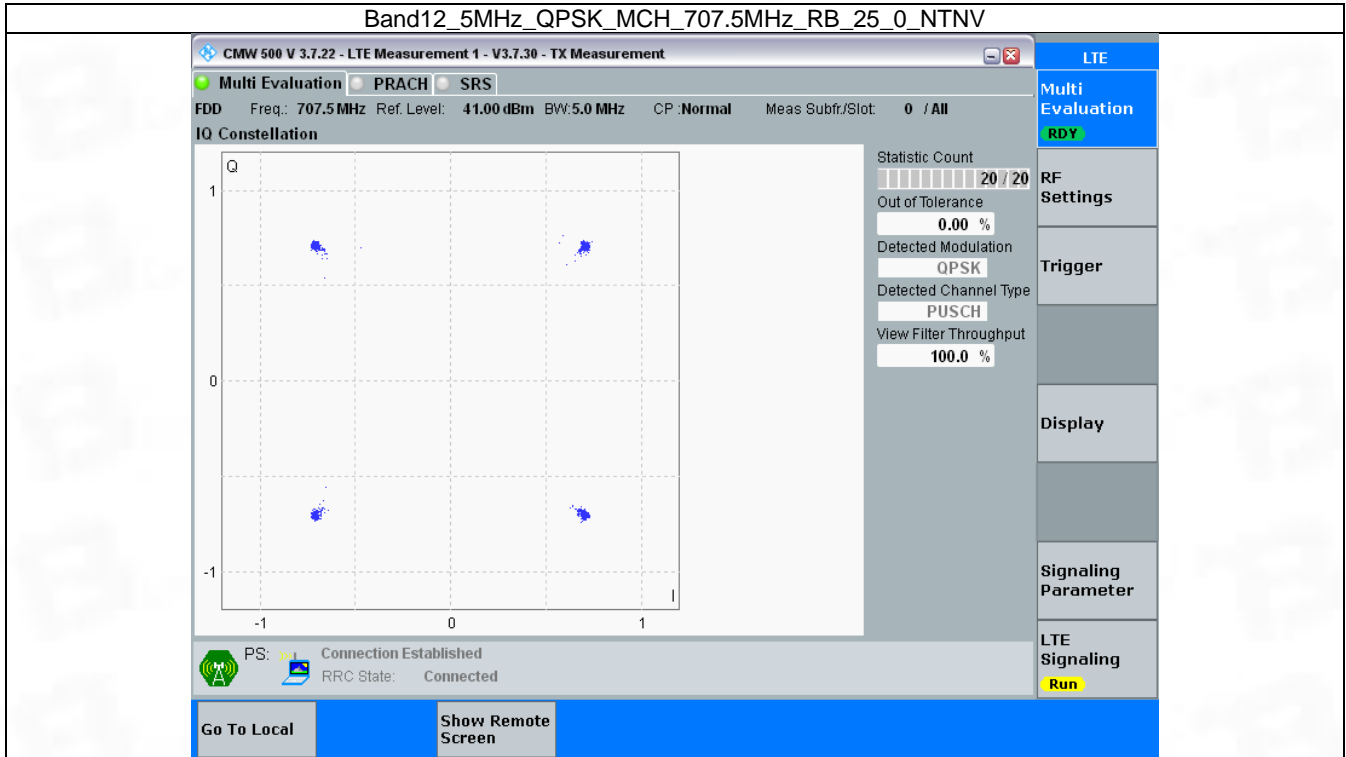 Band12_5MHz_QPSK_MCH_707.5MHz_RB_25_0_NTNV
CMW 500 V 3.7.22 - LTE Measurement 1 - V3.7.30 - TX Measurement
LTE
Multi Evaluation PRACH SRS
Multi
Evaluation
RDY
FDD Freq.: 707.5 MHz Ref. Level: 41.00 dBm BW:5.0 MHz CP :Normal Meas Subfr./Slot: 0 / All
IQ Constellation
Q
1
0
-1
I
-1 0 1
Statistic Count
20 / 20
Out of Tolerance
0.00 %
Detected Modulation
QPSK
Detected Channel Type
PUSCH
View Filter Throughput
100.0 %
RF
Settings
Trigger
Display
Signaling
Parameter
LTE
Signaling
Run
PS: Connection Established
RRC State: Connected
Go To Local
Show Remote
Screen